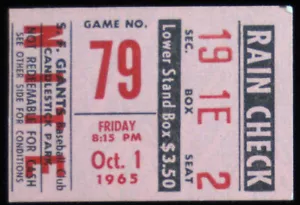 S. F. GIANTS Baseball Club
CANDLESTICK PARK
NOT REDEEMABLE FOR CASH
SEE OTHER SIDE FOR CONDITIONS
GAME NO.
79
FRIDAY
8:15 PM
Oct. 1
1965
Lower Stand Box $3.50
SEC.
19
BOX
1E
SEAT
2
RAIN CHECK